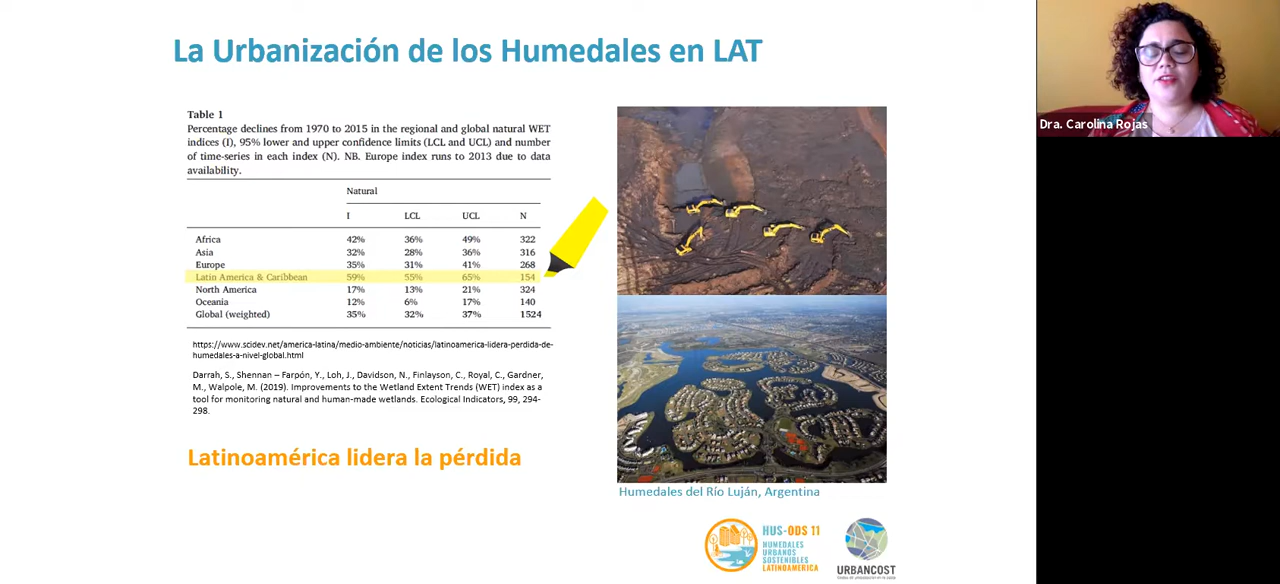 La Urbanización de los Humedales en LAT
Dra. Carolina Rojas
Table 1
Percentage declines from 1970 to 2015 in the regional and global natural WET
indices (I), 95% lower and upper confidence limits (LCL and UCL) and number
of time-series in each index (N). NB. Europe index runs to 2013 due to data
availability.
Natural
I LCL UCL N
Africa 42% 36% 49% 322
Asia 32% 28% 36% 316
Europe 35% 31% 41% 268
Latin America & Caribbean 59% 55% 65% 154
North America 17% 13% 21% 324
Oceania 12% 6% 17% 140
Global (weighted) 35% 32% 37% 1524
https://www.scidev.net/america-latina/medio-ambiente/noticias/latinoamerica-lidera-perdida-de-
humedales-a-nivel-global.html
Darrah, S., Shennan – Farpón, Y., Loh, J., Davidson, N., Finlayson, C., Royal, C., Gardner,
M., Walpole, M. (2019). Improvements to the Wetland Extent Trends (WET) index as a
tool for monitoring natural and human-made wetlands. Ecological Indicators, 99, 294-
298.
Latinoamérica lidera la pérdida
Humedales del Río Luján, Argentina
HUS-ODS 11
HUMEDALES
URBANOS
SOSTENIBLES
LATINOAMERICA
URBANCOST